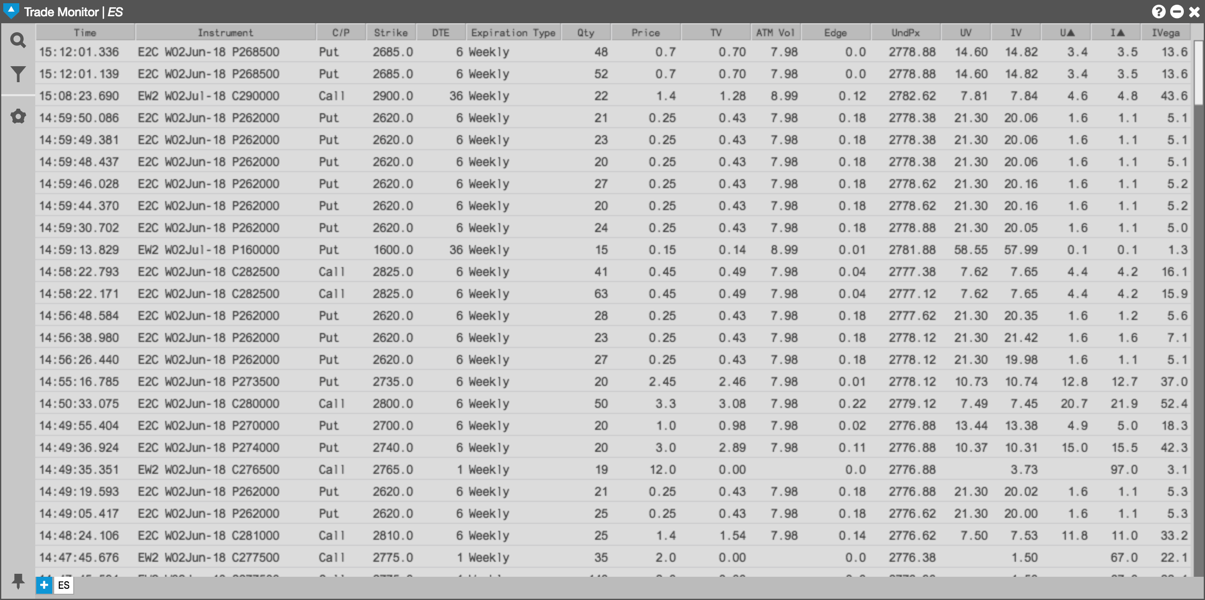 Trade Monitor | ES
Time Instrument C/P Strike DTE Expiration Type Qty Price TV ATM Vol Edge UndPx UV IV U▲ I▲ IVega
15:12:01.336 E2C W02Jun-18 P268500 Put 2685.0 6 Weekly 48 0.7 0.70 7.98 0.0 2778.88 14.60 14.82 3.4 3.5 13.6
15:12:01.139 E2C W02Jun-18 P268500 Put 2685.0 6 Weekly 52 0.7 0.70 7.98 0.0 2778.88 14.60 14.82 3.4 3.5 13.6
15:08:23.690 EW2 W02Jul-18 C290000 Call 2900.0 36 Weekly 22 1.4 1.28 8.99 0.12 2782.62 7.81 7.84 4.6 4.8 43.6
14:59:50.086 E2C W02Jun-18 P262000 Put 2620.0 6 Weekly 21 0.25 0.43 7.98 0.18 2778.38 21.30 20.06 1.6 1.1 5.1
14:59:49.381 E2C W02Jun-18 P262000 Put 2620.0 6 Weekly 23 0.25 0.43 7.98 0.18 2778.38 21.30 20.06 1.6 1.1 5.1
14:59:48.437 E2C W02Jun-18 P262000 Put 2620.0 6 Weekly 20 0.25 0.43 7.98 0.18 2778.38 21.30 20.06 1.6 1.1 5.1
14:59:46.028 E2C W02Jun-18 P262000 Put 2620.0 6 Weekly 27 0.25 0.43 7.98 0.18 2778.62 21.30 20.16 1.6 1.1 5.2
14:59:44.370 E2C W02Jun-18 P262000 Put 2620.0 6 Weekly 20 0.25 0.43 7.98 0.18 2778.62 21.30 20.16 1.6 1.1 5.2
14:59:30.702 E2C W02Jun-18 P262000 Put 2620.0 6 Weekly 24 0.25 0.43 7.98 0.18 2778.88 21.30 20.05 1.6 1.1 5.0
14:59:13.829 EW2 W02Jul-18 P160000 Put 1600.0 36 Weekly 15 0.15 0.14 8.99 0.01 2781.88 58.55 57.99 0.1 0.1 1.3
14:58:22.793 E2C W02Jun-18 C282500 Call 2825.0 6 Weekly 41 0.45 0.49 7.98 0.04 2777.38 7.62 7.65 4.4 4.2 16.1
14:58:22.171 E2C W02Jun-18 C282500 Call 2825.0 6 Weekly 63 0.45 0.49 7.98 0.04 2777.12 7.62 7.65 4.4 4.2 15.9
14:56:48.584 E2C W02Jun-18 P262000 Put 2620.0 6 Weekly 28 0.25 0.43 7.98 0.18 2777.62 21.30 20.35 1.6 1.2 5.6
14:56:38.980 E2C W02Jun-18 P262000 Put 2620.0 6 Weekly 23 0.25 0.43 7.98 0.18 2778.12 21.30 21.42 1.6 1.6 7.1
14:56:26.440 E2C W02Jun-18 P262000 Put 2620.0 6 Weekly 27 0.25 0.43 7.98 0.18 2778.12 21.30 19.98 1.6 1.1 5.1
14:55:16.785 E2C W02Jun-18 P273500 Put 2735.0 6 Weekly 20 2.45 2.46 7.98 0.01 2778.12 10.73 10.74 12.8 12.7 37.0
14:50:33.075 E2C W02Jun-18 C280000 Call 2800.0 6 Weekly 50 3.3 3.08 7.98 0.22 2779.12 7.49 7.45 20.7 21.9 52.4
14:49:55.404 E2C W02Jun-18 P270000 Put 2700.0 6 Weekly 20 1.0 0.98 7.98 0.02 2776.88 13.44 13.38 4.9 5.0 18.3
14:49:36.924 E2C W02Jun-18 P274000 Put 2740.0 6 Weekly 20 3.0 2.89 7.98 0.11 2776.88 10.37 10.31 15.0 15.5 42.3
14:49:35.351 EW2 W02Jun-18 C276500 Call 2765.0 1 Weekly 19 12.0 0.00 0.0 2776.88 3.73 97.0 3.1
14:49:19.593 E2C W02Jun-18 P262000 Put 2620.0 6 Weekly 21 0.25 0.43 7.98 0.18 2776.88 21.30 20.02 1.6 1.1 5.3
14:49:05.417 E2C W02Jun-18 P262000 Put 2620.0 6 Weekly 25 0.25 0.43 7.98 0.18 2776.62 21.30 20.00 1.6 1.1 5.3
14:48:24.106 E2C W02Jun-18 C281000 Call 2810.0 6 Weekly 25 1.4 1.54 7.98 0.14 2776.62 7.50 7.53 11.8 11.0 33.2
14:47:45.676 EW2 W02Jun-18 C277500 Call 2775.0 1 Weekly 35 2.0 0.00 0.0 2776.38 1.50 67.0 22.1
ES